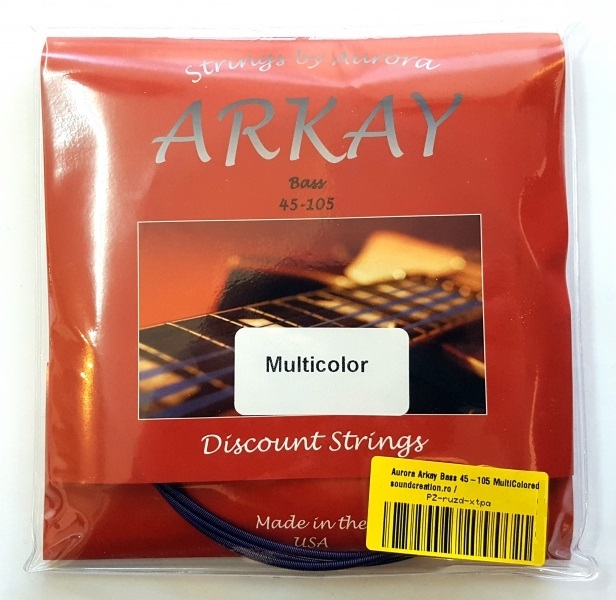 Strings by Aurora
ARKAY
Bass
45-105
Multicolor
Discount Strings
Aurora Arkay Bass 45-105 MultiColored
soundcreation.ro /
P2-ruzd-xtpa
Made in the
USA